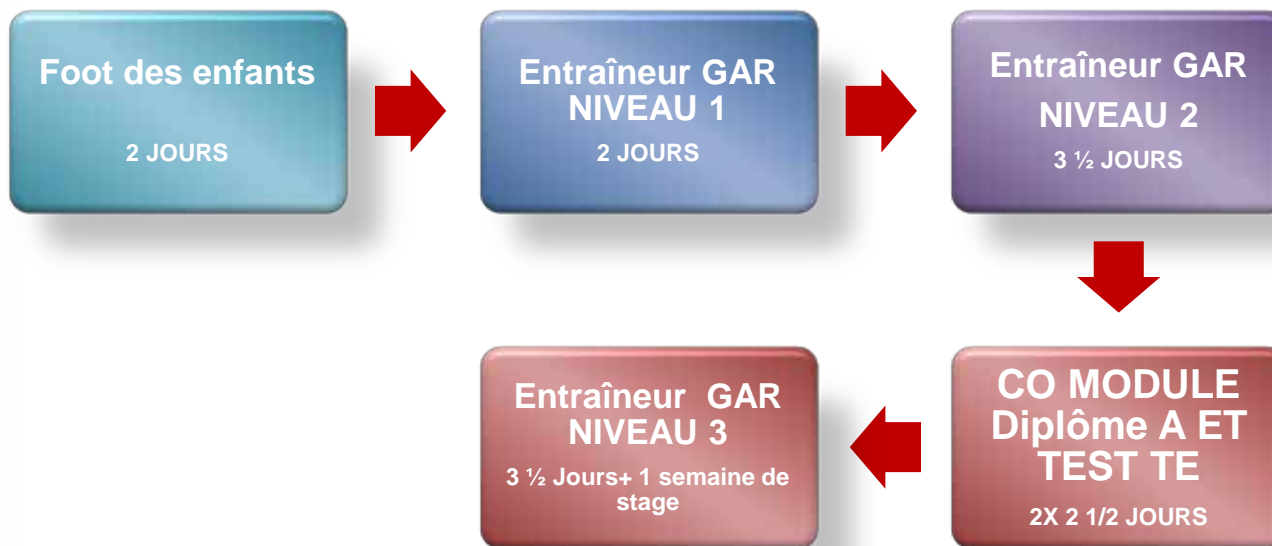 Foot des enfants
2 JOURS
Entraîneur GAR
NIVEAU 1
2 JOURS
Entraîneur GAR
NIVEAU 2
3 ½ JOURS
CO MODULE
Diplôme A ET
TEST TE
2X 2 1/2 JOURS
Entraîneur GAR
NIVEAU 3
3 ½ Jours+ 1 semaine de
stage